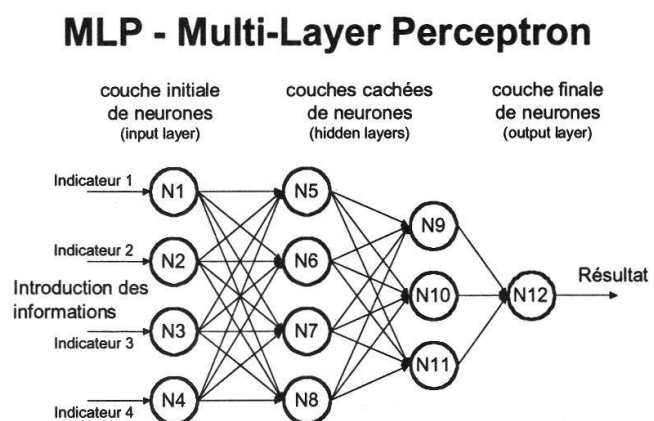 MLP - Multi-Layer Perceptron
couche initiale
de neurones
(input layer)
couches cachées
de neurones
(hidden layers)
couche finale
de neurones
(output layer)
Indicateur 1
N1
N5
N9
Indicateur 2
N2
N6
Introduction des
informations
N10
N12
Résultat
Indicateur 3
N3
N7
N11
Indicateur 4
N4
N8